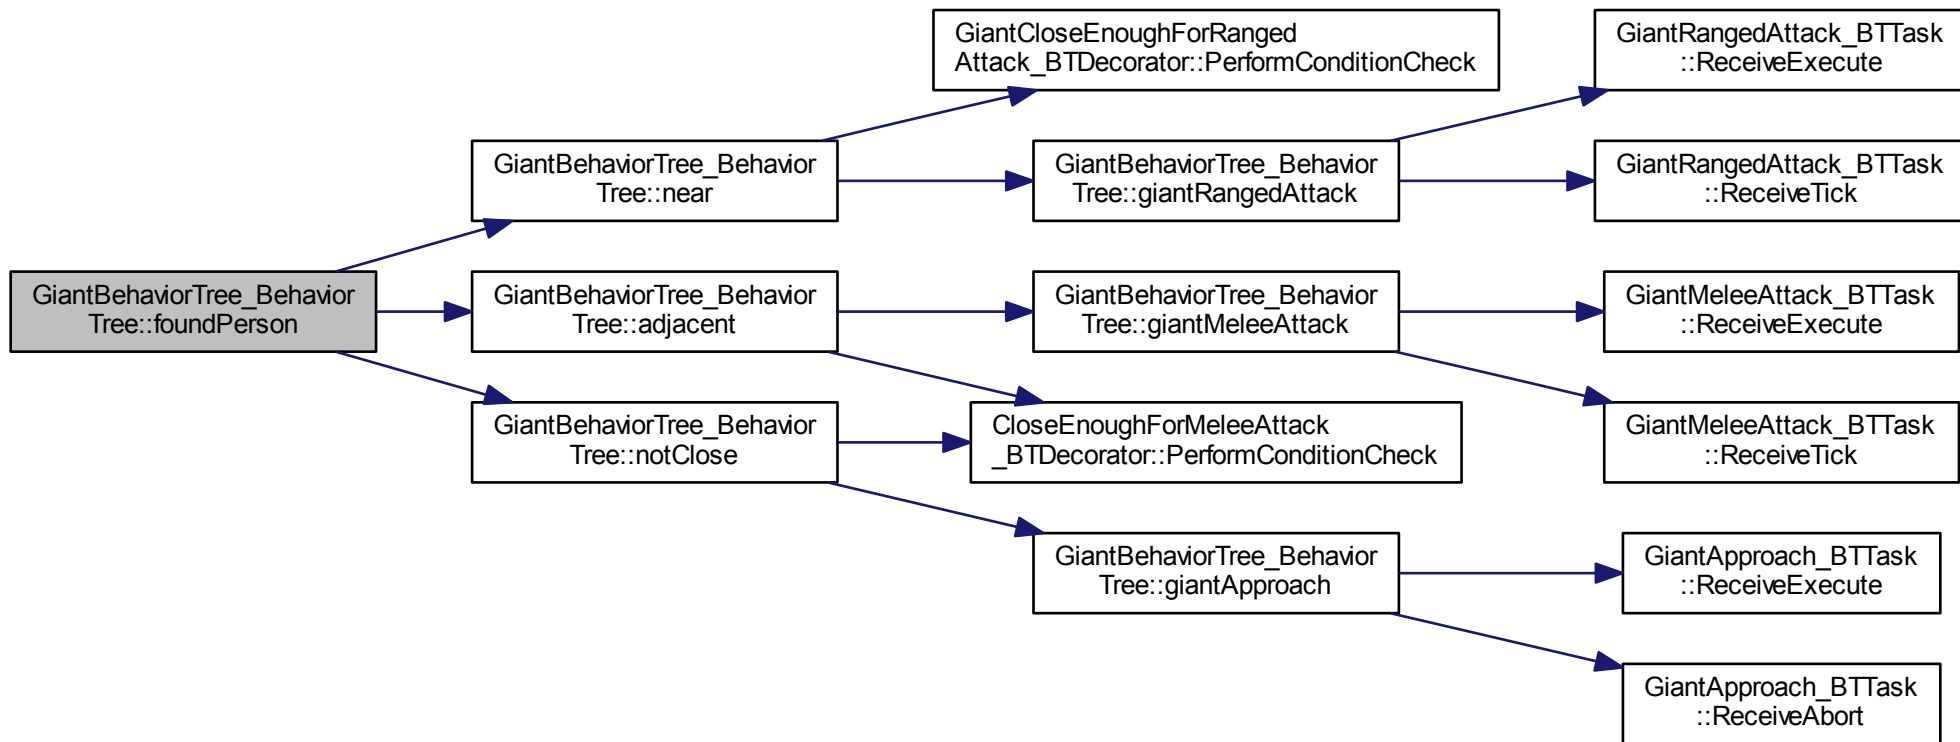 GiantBehaviorTree_Behavior
Tree::foundPerson
GiantBehaviorTree_Behavior
Tree::near
GiantBehaviorTree_Behavior
Tree::adjacent
GiantBehaviorTree_Behavior
Tree::notClose
GiantCloseEnoughForRanged
Attack_BTDecorator::PerformConditionCheck
GiantBehaviorTree_Behavior
Tree::giantRangedAttack
GiantBehaviorTree_Behavior
Tree::giantMeleeAttack
CloseEnoughForMeleeAttack
_BTDecorator::PerformConditionCheck
GiantBehaviorTree_Behavior
Tree::giantApproach
GiantRangedAttack_BTTask
::ReceiveExecute
GiantRangedAttack_BTTask
::ReceiveTick
GiantMeleeAttack_BTTask
::ReceiveExecute
GiantMeleeAttack_BTTask
::ReceiveTick
GiantApproach_BTTask
::ReceiveExecute
GiantApproach_BTTask
::ReceiveAbort